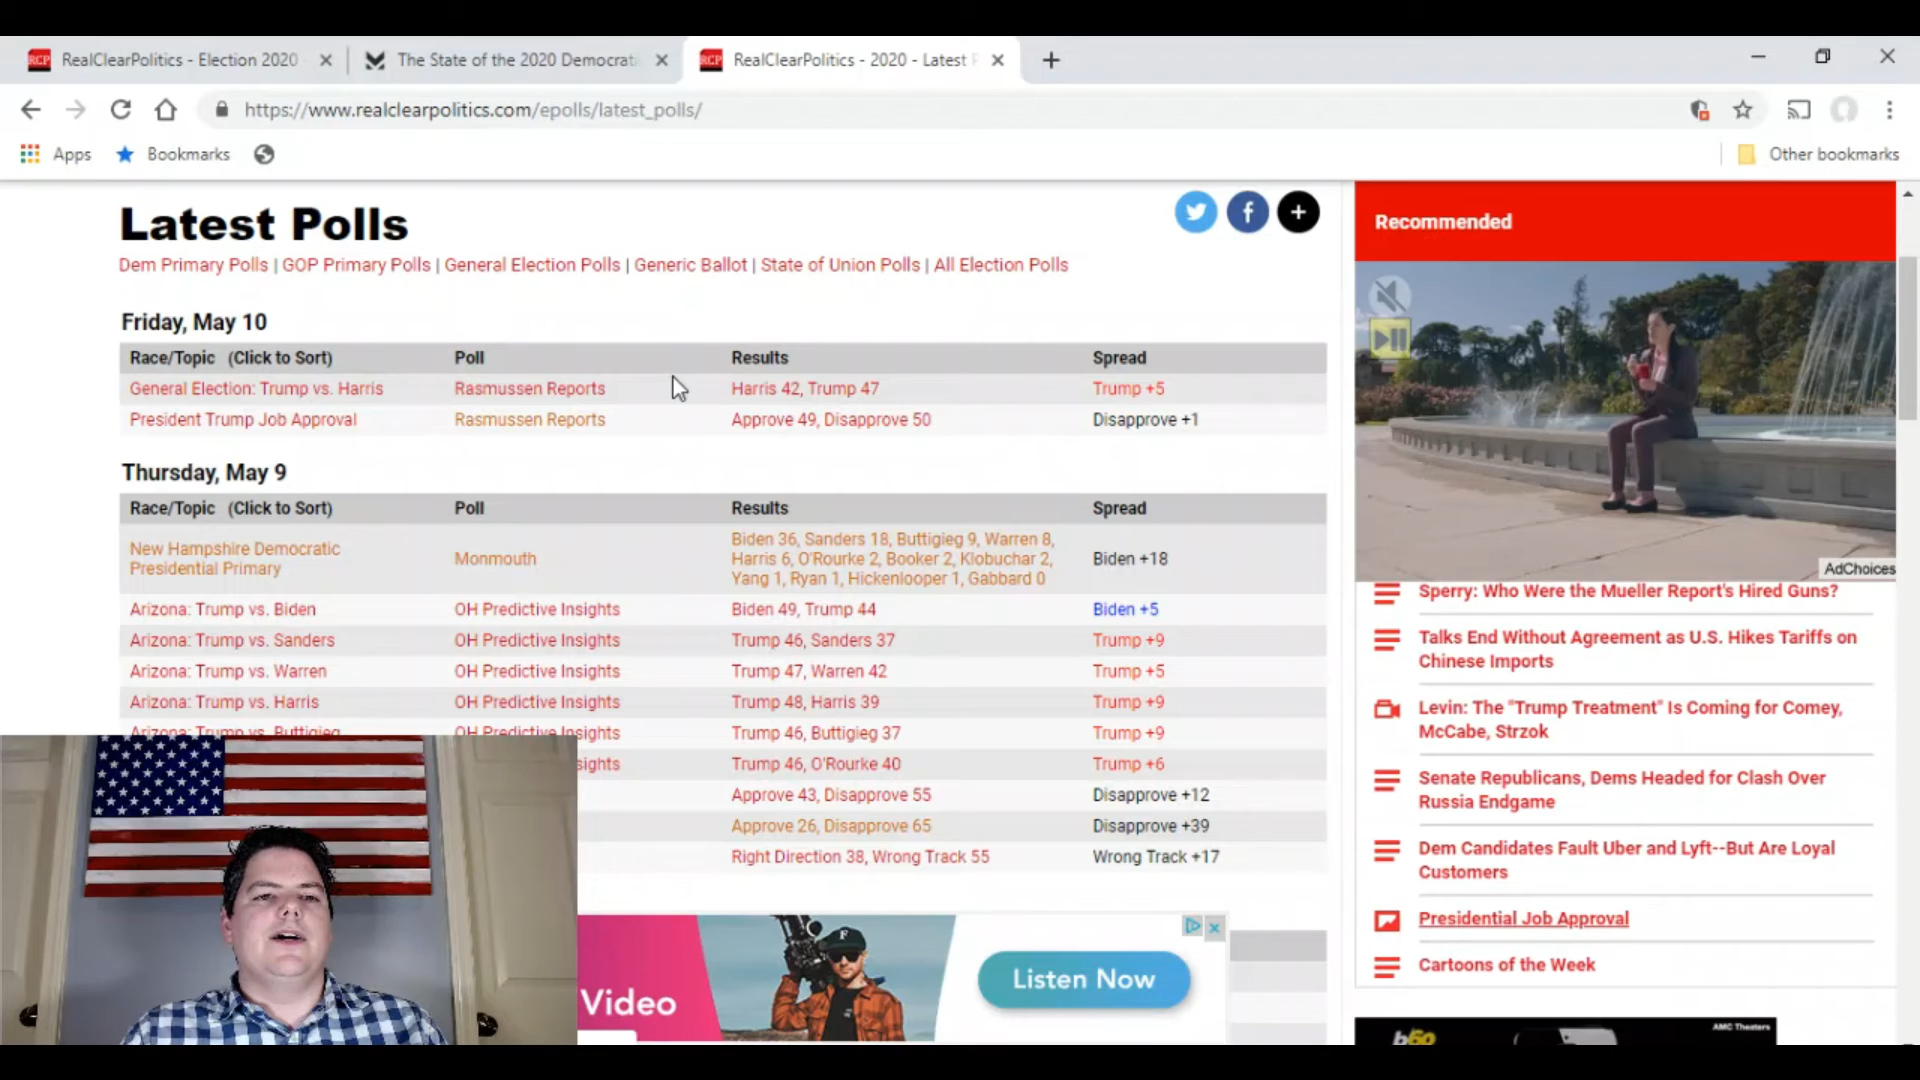 RealClearPolitics - Election 2020
The State of the 2020 Democrati
RealClearPolitics - 2020 - Latest P
https://www.realclearpolitics.com/epolls/latest_polls/
Apps
Bookmarks
Other bookmarks
Latest Polls
Dem Primary Polls | GOP Primary Polls | General Election Polls | Generic Ballot | State of Union Polls | All Election Polls
Friday, May 10
Race/Topic (Click to Sort) Poll Results Spread
General Election: Trump vs. Harris Rasmussen Reports Harris 42, Trump 47 Trump +5
President Trump Job Approval Rasmussen Reports Approve 49, Disapprove 50 Disapprove +1
Thursday, May 9
Race/Topic (Click to Sort) Poll Results Spread
New Hampshire Democratic
Presidential Primary
Monmouth
Biden 36, Sanders 18, Buttigieg 9, Warren 8,
Harris 6, O'Rourke 2, Booker 2, Klobuchar 2,
Yang 1, Ryan 1, Hickenlooper 1, Gabbard 0
Biden +18
Arizona: Trump vs. Biden OH Predictive Insights Biden 49, Trump 44 Biden +5
Arizona: Trump vs. Sanders OH Predictive Insights Trump 46, Sanders 37 Trump +9
Arizona: Trump vs. Warren OH Predictive Insights Trump 47, Warren 42 Trump +5
Arizona: Trump vs. Harris OH Predictive Insights Trump 48, Harris 39 Trump +9
Arizona: Trump vs. Buttigieg OH Predictive Insights Trump 46, Buttigieg 37 Trump +9
sights Trump 46, O'Rourke 40 Trump +6
Approve 43, Disapprove 55 Disapprove +12
Approve 26, Disapprove 65 Disapprove +39
Right Direction 38, Wrong Track 55 Wrong Track +17
Video
F
Listen Now
Recommended
RCP
RCP
AdChoices
Sperry: Who Were the Mueller Report's Hired Guns?
Talks End Without Agreement as U.S. Hikes Tariffs on
Chinese Imports
Levin: The "Trump Treatment" Is Coming for Comey,
McCabe, Strzok
Senate Republicans, Dems Headed for Clash Over
Russia Endgame
Dem Candidates Fault Uber and Lyft--But Are Loyal
Customers
Presidential Job Approval
Cartoons of the Week
AMC Theaters